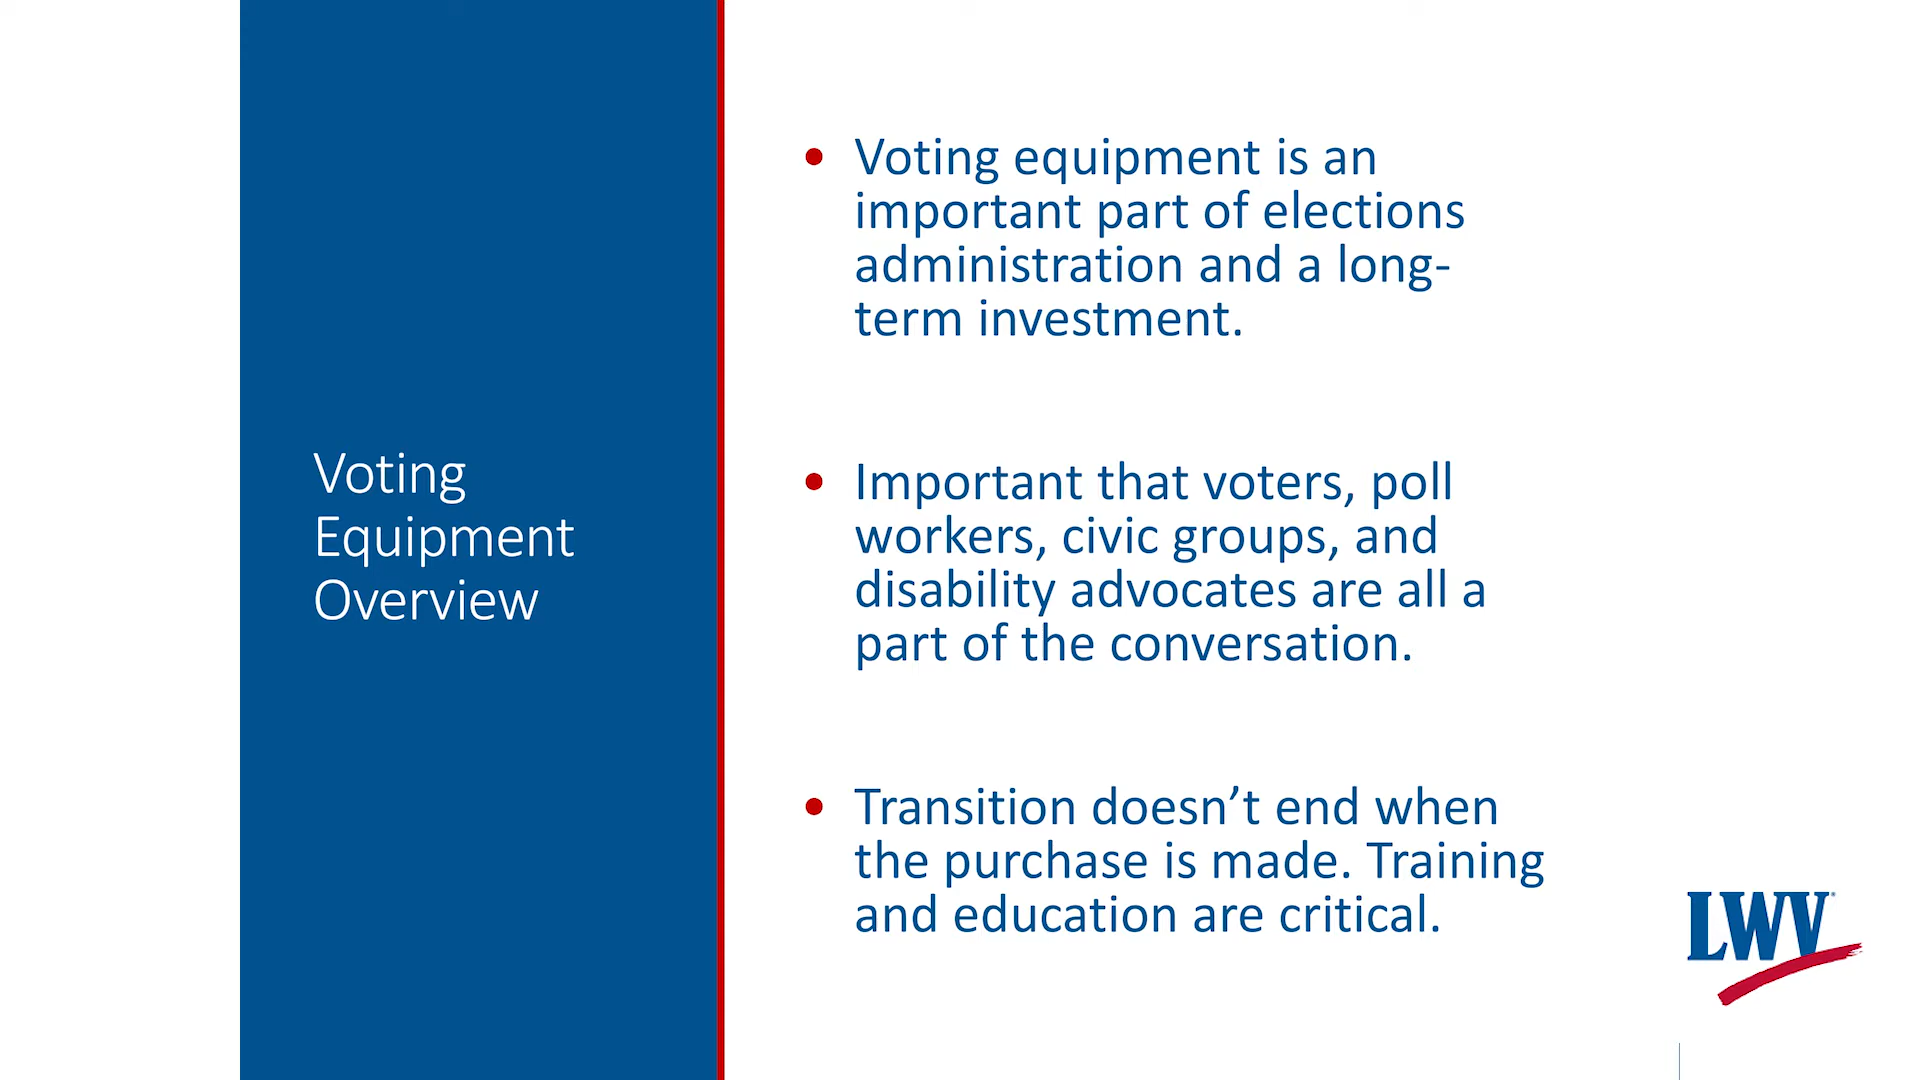 Voting
Equipment
Overview
• Voting equipment is an
important part of elections
administration and a long-
term investment.
• Important that voters, poll
workers, civic groups, and
disability advocates are all a
part of the conversation.
• Transition doesn’t end when
the purchase is made. Training
and education are critical.
LWV®